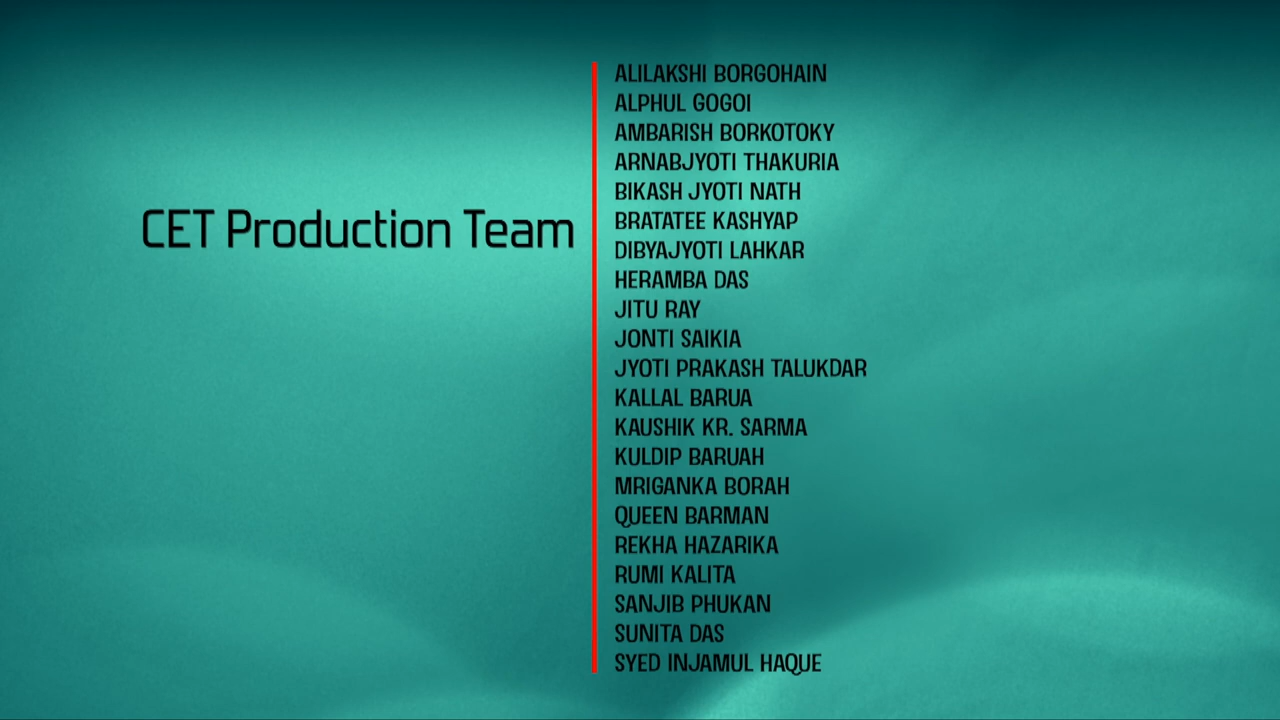 CET Production Team
ALILAKSHI BORGOHAIN
ALPHUL GOGOI
AMBARISH BORKOTOKY
ARNABJYOTI THAKURIA
BIKASH JYOTI NATH
BRATATEE KASHYAP
DIBYAJYOTI LAHKAR
HERAMBA DAS
JITU RAY
JONTI SAIKIA
JYOTI PRAKASH TALUKDAR
KALLAL BARUA
KAUSHIK KR. SARMA
KULDIP BARUAH
MRIGANKA BORAH
QUEEN BARMAN
REKHA HAZARIKA
RUMI KALITA
SANJIB PHUKAN
SUNITA DAS
SYED INJAMUL HAQUE